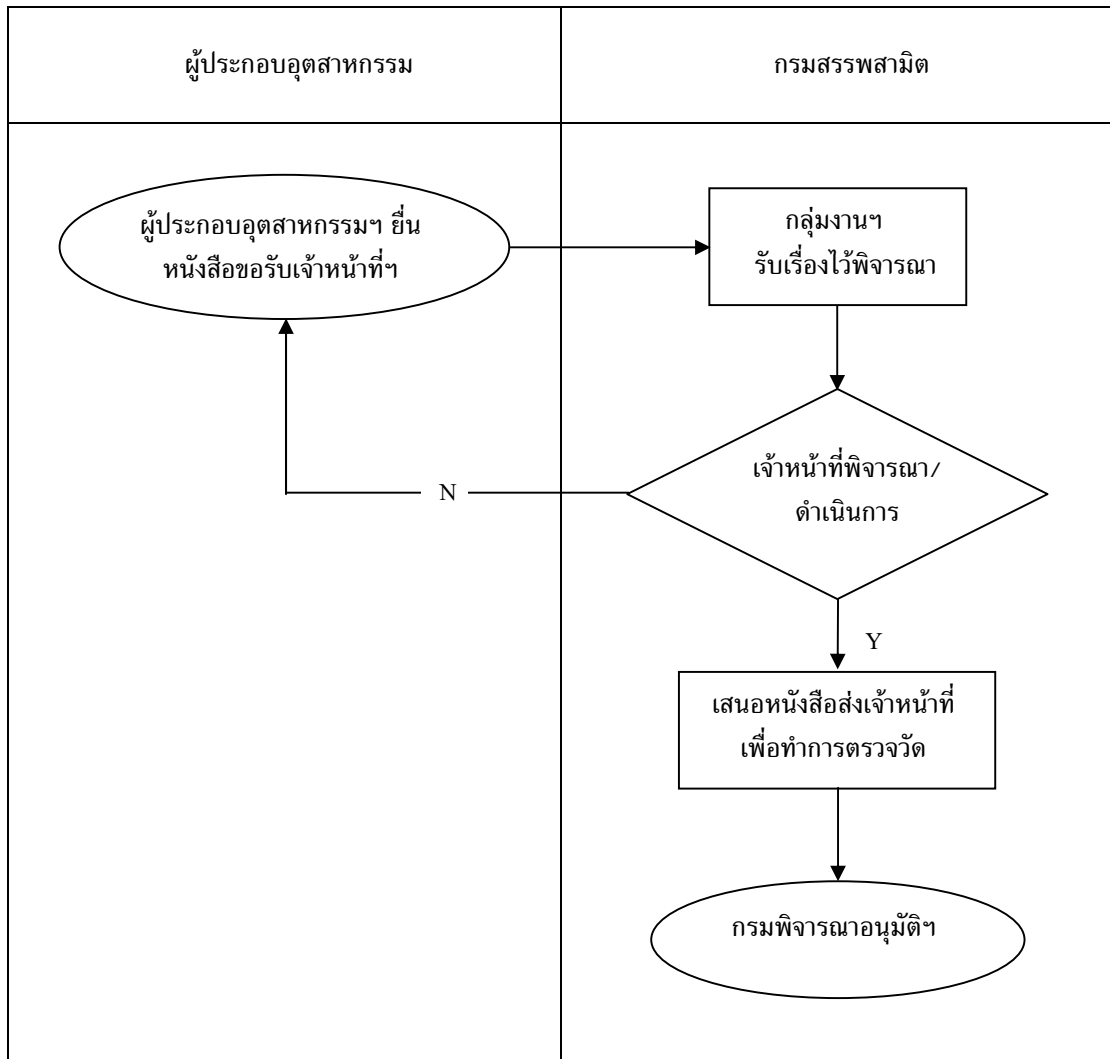 ผู้ประกอบอุตสาหกรรม
กรมสรรพสามิต
ผู้ประกอบอุตสาหกรรมฯ ยื่น
หนังสือขอรับเจ้าหน้าที่ฯ
กลุ่มงานฯ
รับเรื่องไว้พิจารณา
เจ้าหน้าที่พิจารณา/
ดำเนินการ
N
Y
เสนอหนังสือส่งเจ้าหน้าที่
เพื่อทำการตรวจวัด
กรมพิจารณาอนุมัติฯ